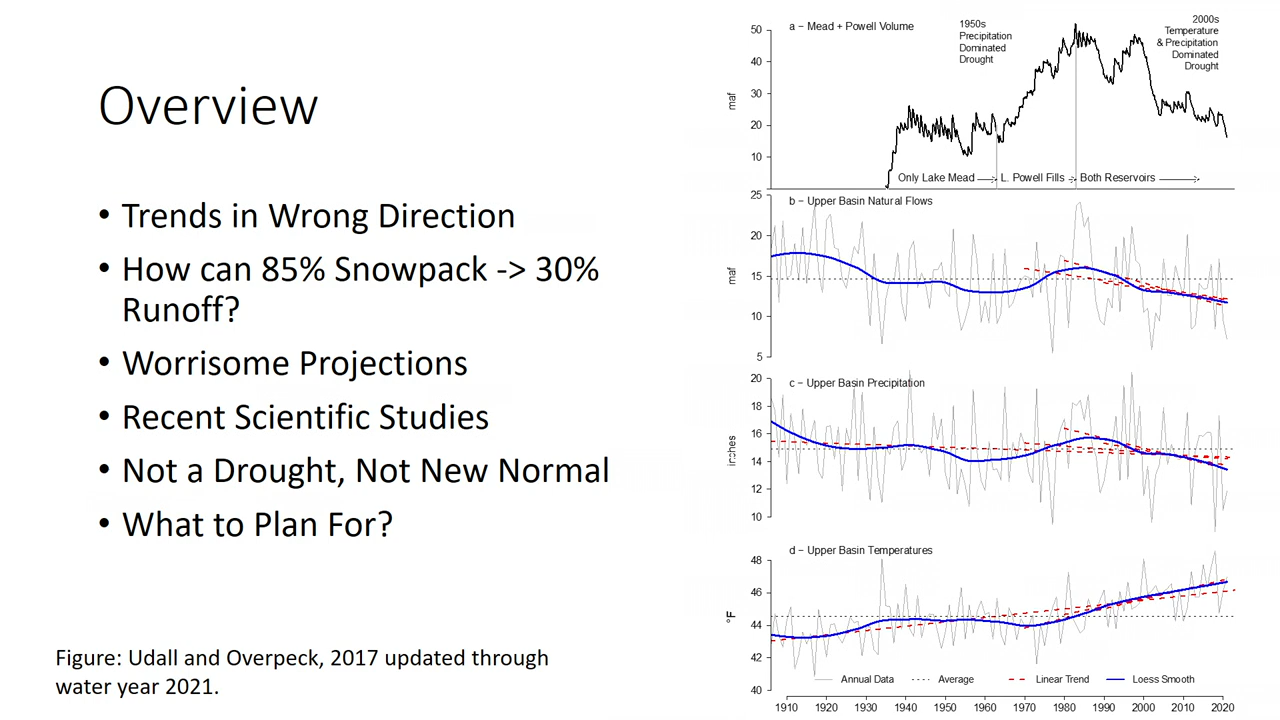 Overview
• Trends in Wrong Direction
• How can 85% Snowpack -> 30%
Runoff?
• Worrisome Projections
• Recent Scientific Studies
• Not a Drought, Not New Normal
• What to Plan For?
Figure: Udall and Overpeck, 2017 updated through
water year 2021.
a − Mead + Powell Volume
1950s
Precipitation
Dominated
Drought
2000s
Temperature
& Precipitation
Dominated
Drought
50
40
30
20
10
maf
Only Lake Mead
L. Powell Fills
Both Reservoirs
b − Upper Basin Natural Flows
25
20
15
10
5
maf
c − Upper Basin Precipitation
20
18
16
14
12
10
inches
d − Upper Basin Temperatures
48
46
44
42
40
°F
Annual Data
Average
Linear Trend
Loess Smooth
1910 1920 1930 1940 1950 1960 1970 1980 1990 2000 2010 2020